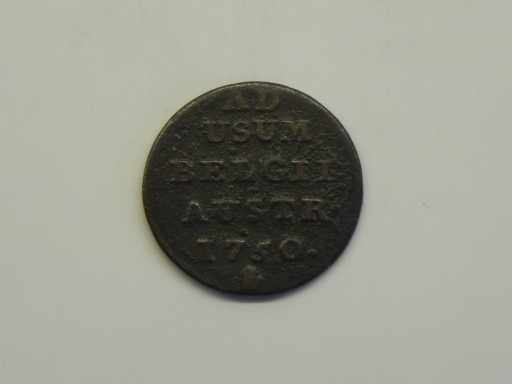 AD
USUM
BELGII
AUSTR
1750.